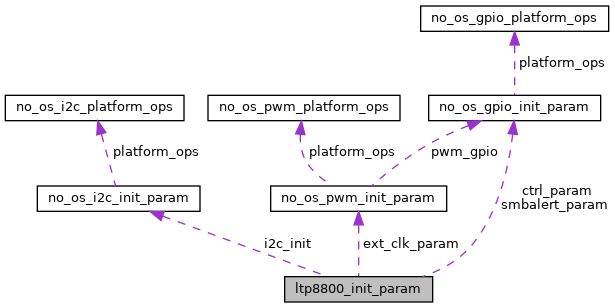 no_os_gpio_platform_ops
platform_ops
no_os_i2c_platform_ops
no_os_pwm_platform_ops
no_os_gpio_init_param
platform_ops
platform_ops
pwm_gpio
no_os_i2c_init_param
no_os_pwm_init_param
ctrl_param
smbalert_param
i2c_init
ext_clk_param
ltp8800_init_param